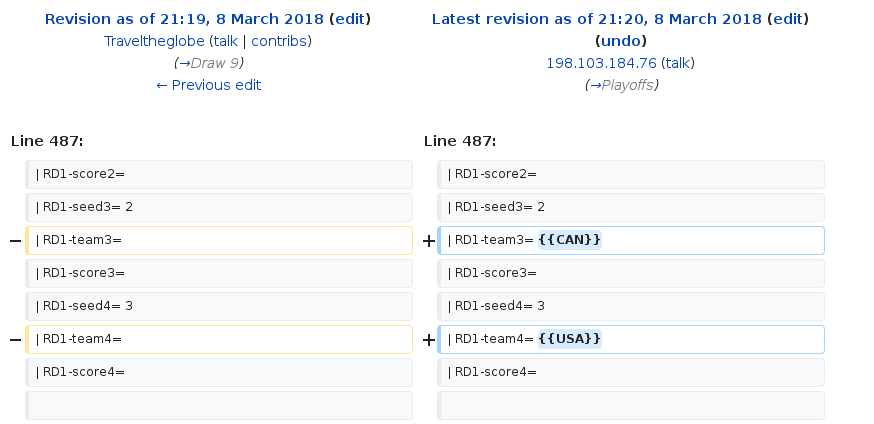 Revision as of 21:19, 8 March 2018 (edit)
Traveltheglobe (talk | contribs)
(→Draw 9)
← Previous edit
Latest revision as of 21:20, 8 March 2018 (edit)
(undo)
198.103.184.76 (talk)
(→Playoffs)
Line 487:
Line 487:
| RD1-score2=
| RD1-score2=
| RD1-seed3= 2
| RD1-seed3= 2
− | RD1-team3=
+ | RD1-team3= {{CAN}}
| RD1-score3=
| RD1-score3=
| RD1-seed4= 3
| RD1-seed4= 3
− | RD1-team4=
+ | RD1-team4= {{USA}}
| RD1-score4=
| RD1-score4=